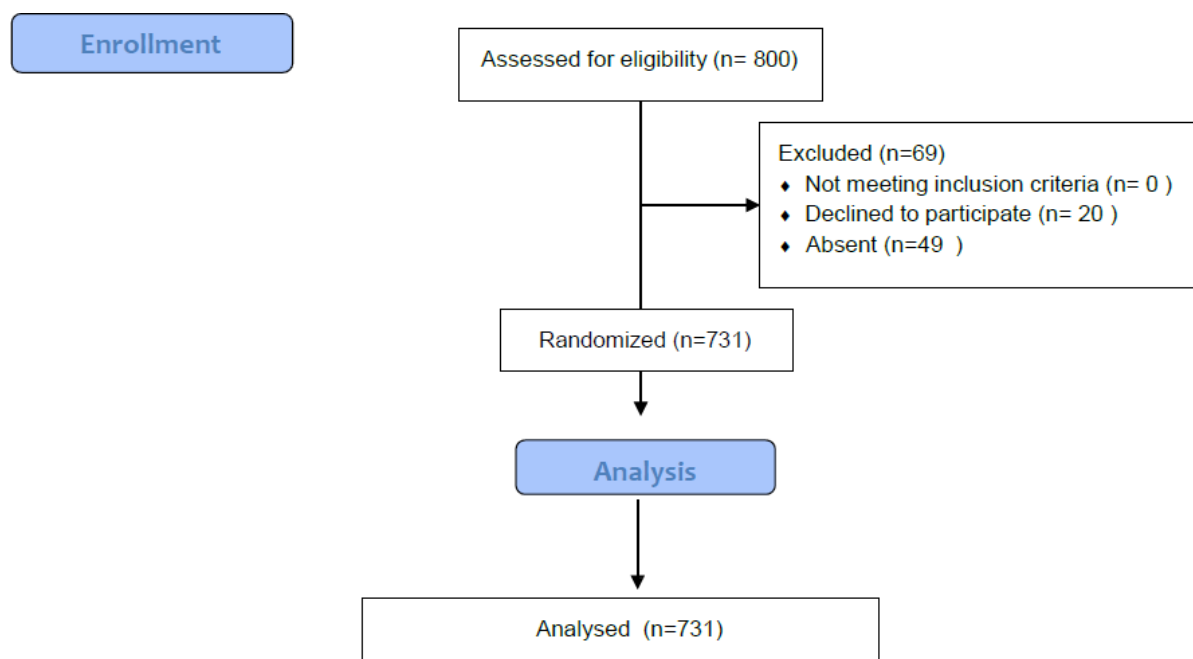 Enrollment
Assessed for eligibility (n= 800)
Excluded (n=69)
♦ Not meeting inclusion criteria (n= 0 )
♦ Declined to participate (n= 20 )
♦ Absent (n=49  )
Randomized (n=731)
Analysis
Analysed  (n=731)